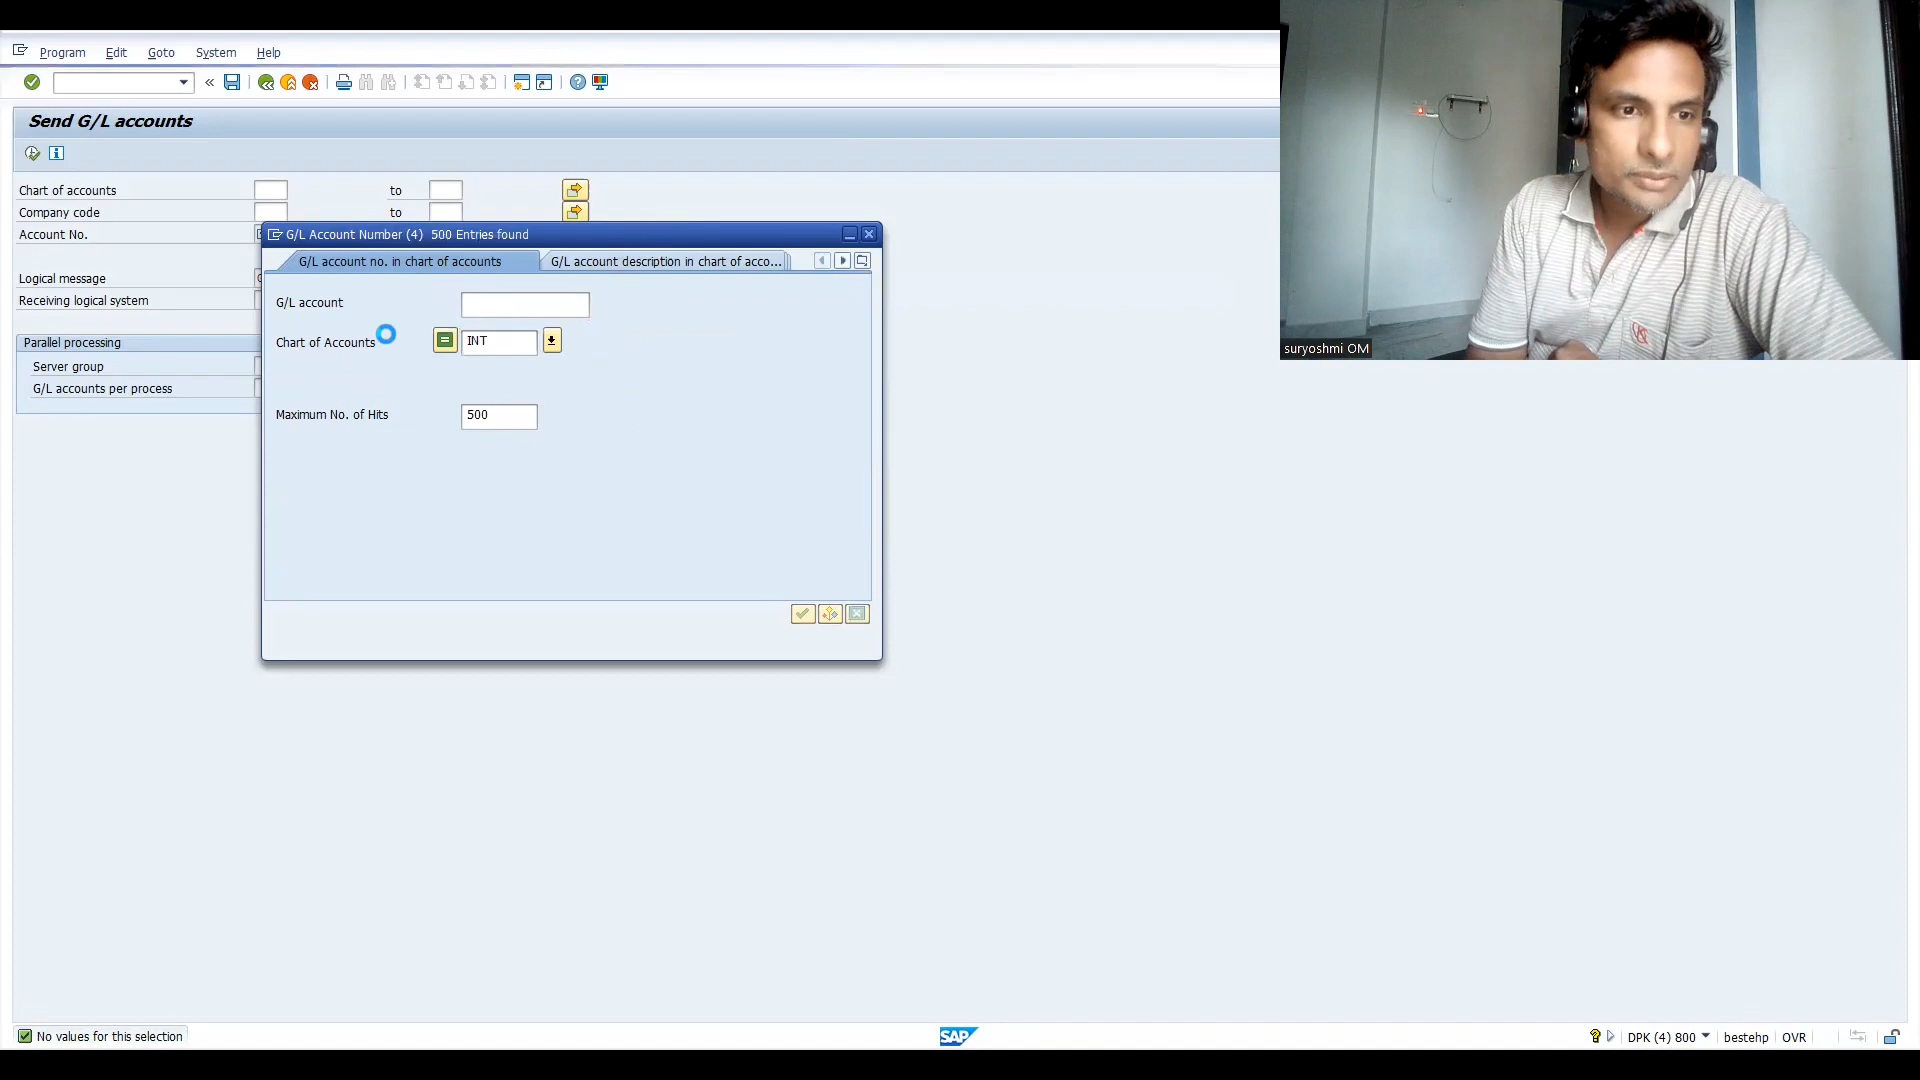 Program Edit Goto System Help
Send G/L accounts
Chart of accounts to
Company code to
Account No.
Logical message
Receiving logical system
Parallel processing
Server group
G/L accounts per process
G/L Account Number (4) 500 Entries found
G/L account no. in chart of accounts G/L account description in chart of acco...
G/L account
Chart of Accounts INT
Maximum No. of Hits 500
suryoshmi OM
No values for this selection
SAP
DPK (4) 800 bestehp OVR